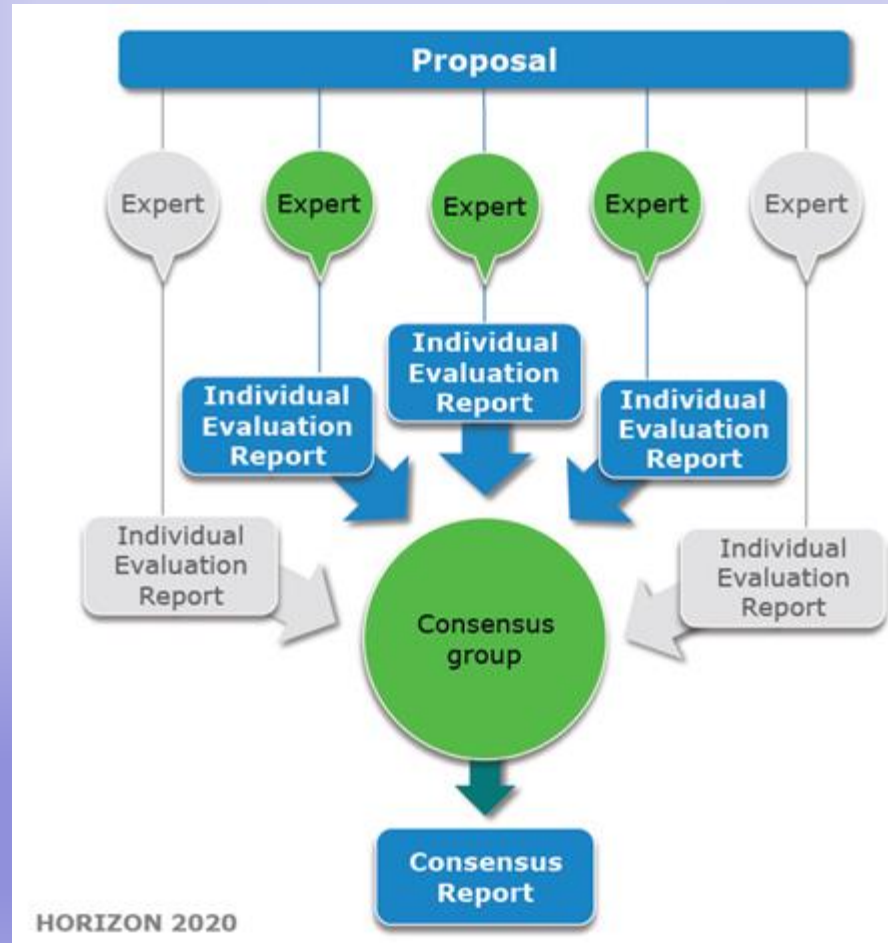 Proposal
Expert
Expert
Expert
Expert
Expert
Individual
Evaluation
Report
Individual
Evaluation
Report
Individual
Evaluation
Report
Individual
Evaluation
Report
Individual
Evaluation
Report
Consensus
group
Consensus
Report
HORIZON 2020